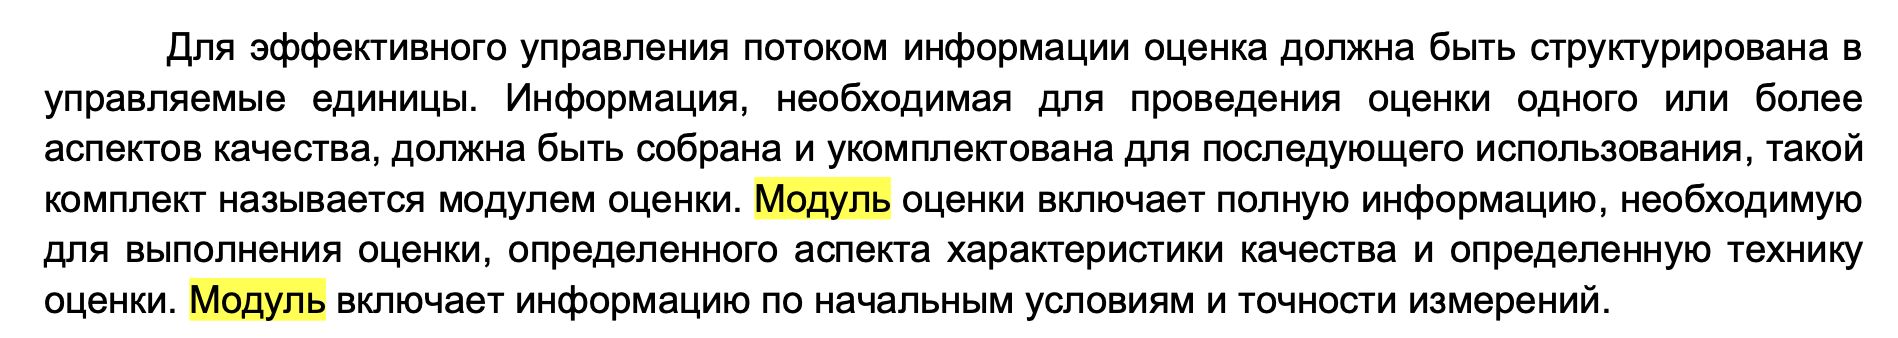 Для эффективного управления потоком информации оценка должна быть структурирована в
управляемые единицы. Информация, необходимая для проведения оценки одного или более
аспектов качества, должна быть собрана и укомплектована для последующего использования, такой
комплект называется модулем оценки. Модуль оценки включает полную информацию, необходимую
для выполнения оценки, определенного аспекта характеристики качества и определенную технику
оценки. Модуль включает информацию по начальным условиям и точности измерений.